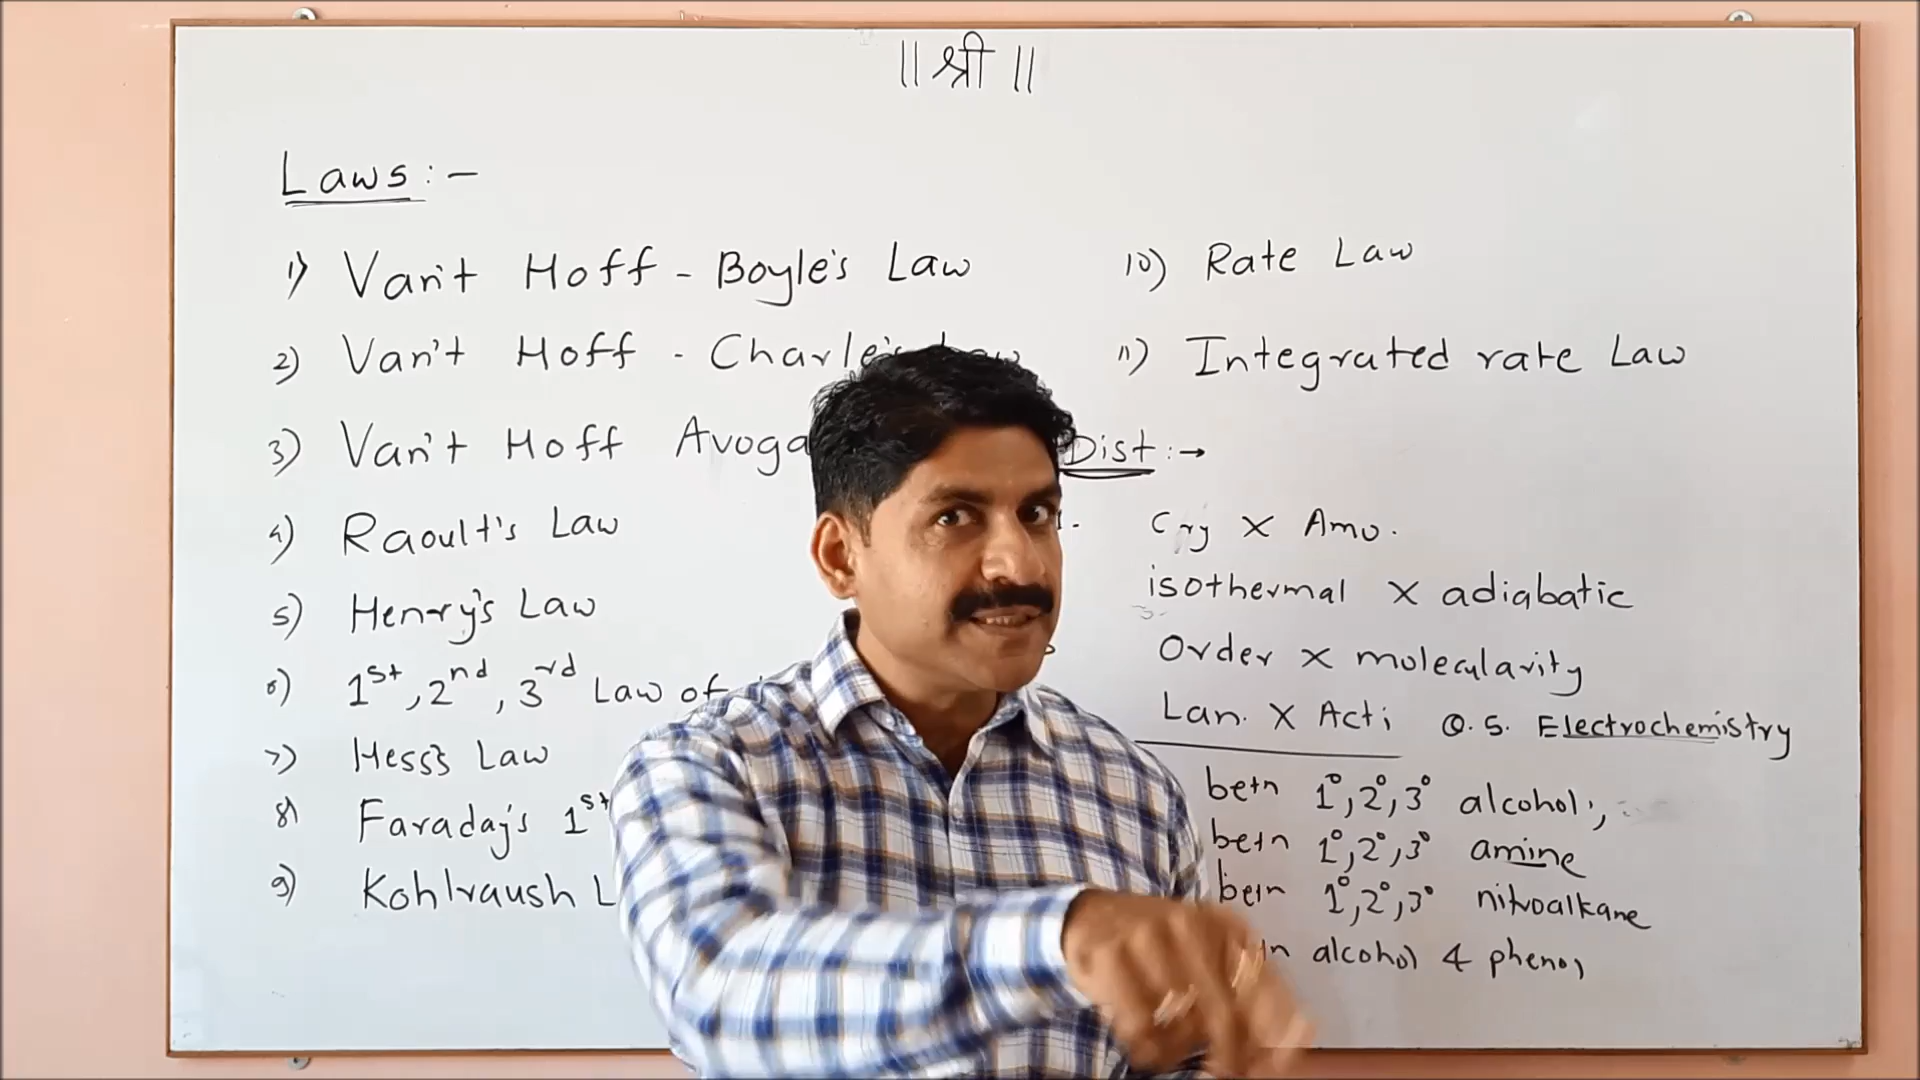 || श्री ||
Laws :-
1) Van't Hoff - Boyle's Law
2) Van't Hoff - Charle's Law
3) Van't Hoff
4) Raoult's Law
5) Henry's Law
6) 1st, 2nd, 3rd Law of
7) Hess's Law
8) Faraday's 1st
9) Kohlraush
10) Rate Law
11) Integrated rate Law
Dist :→
Cry X Amo.
isothermal X adiabatic
Order X molecularity
Lan. X Acti Q. S. Electrochemistry
betn 1°, 2°, 3° alcohol,
betn 1°, 2°, 3° amine
betn 1°, 2°, 3° nitroalkane
alcohol & phenol